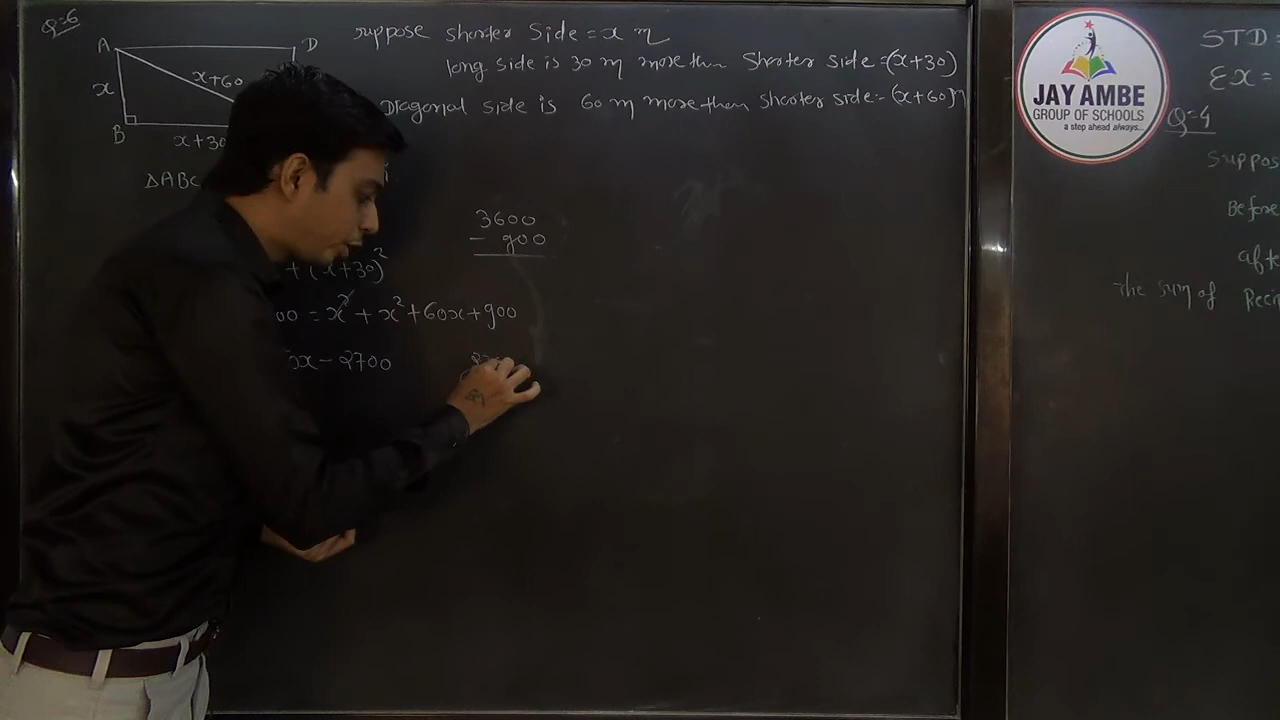 Q=6
A D
suppose shorter side = x m
long side is 30 m more then shorter side = (x+30)
x x+60
Diagonal side is 60 m more then shorter side = (x+60) m
B
x+30
ΔABC
3600
- 900
+ (x+30)²
00 = x² + x² + 60x + 900
x - 2700
JAY AMBE
GROUP OF SCHOOLS
a step ahead always...
STD =
EX =
Q=4
Suppos
Before
afte
The sum of Reci